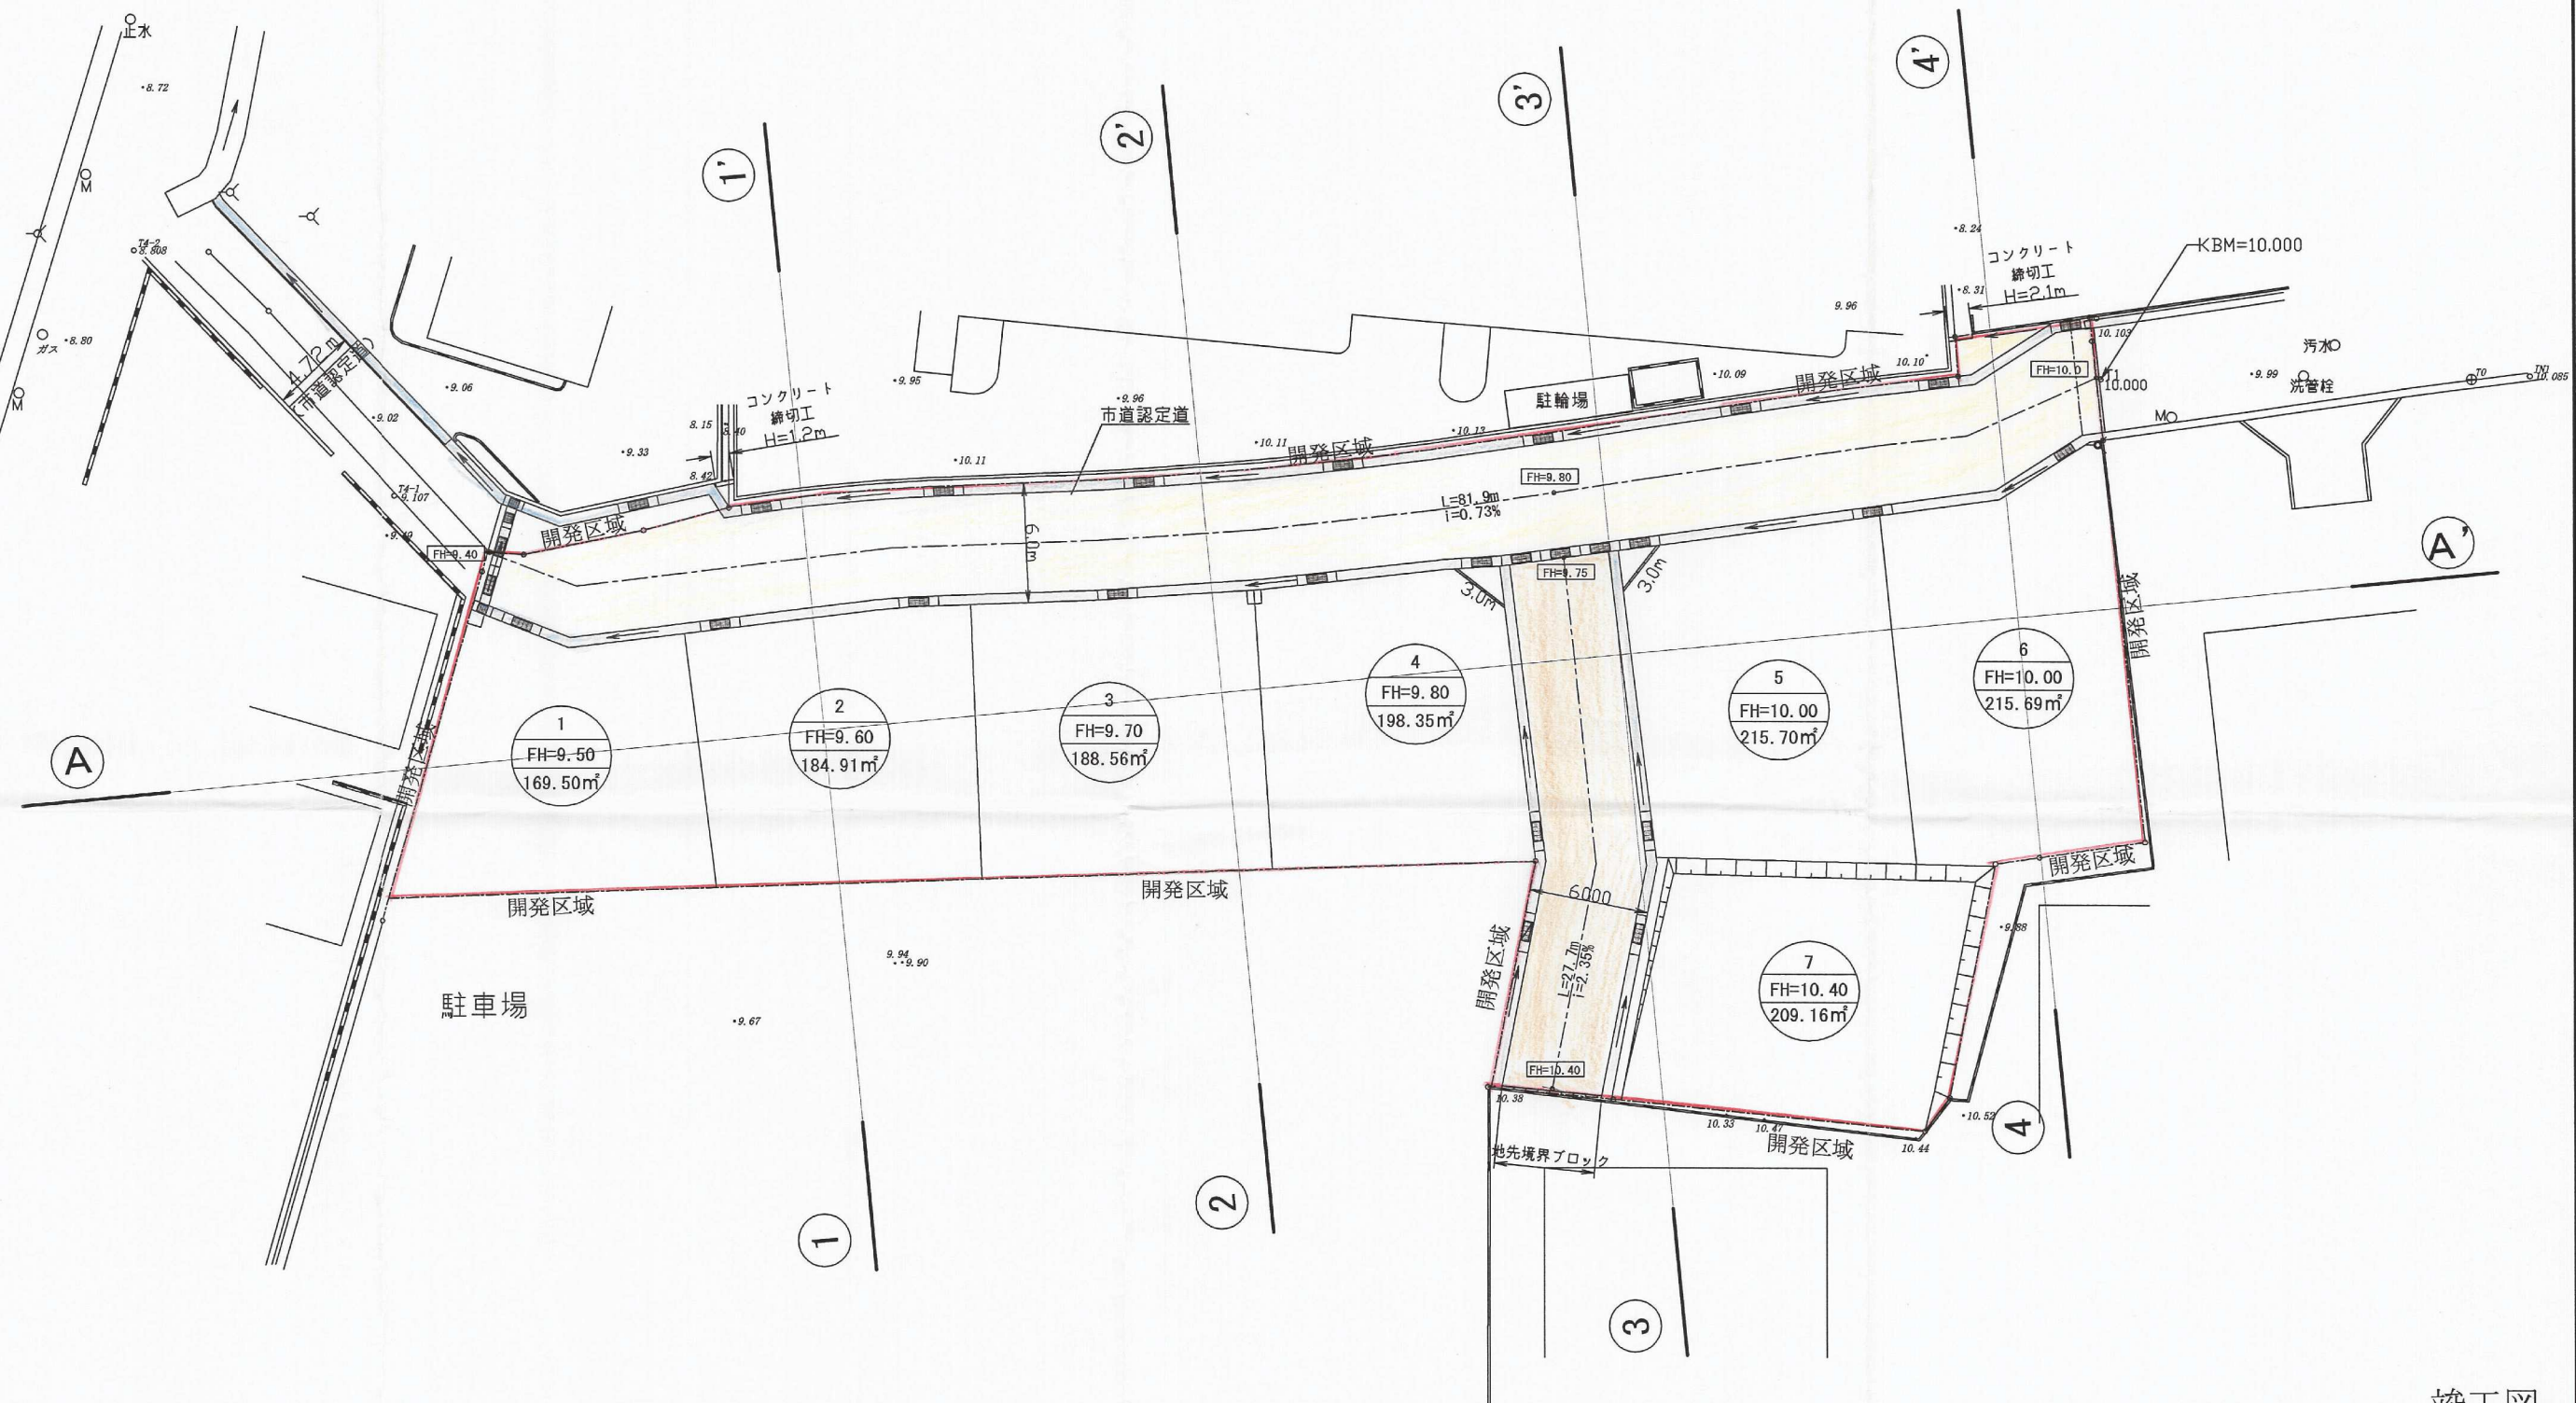 止水
・8.72
M
T4-2
8.808
ガス
・8.80
M
4.72m
(市道認定道)
・9.06
・9.02
・9.33
T4-1
9.107
FH=9.40
開発区域
8.15
8.40
8.42
コンクリート
締切工
H=1.2m
1'
2'
3'
4'
・9.95
・9.96
市道認定道
・10.11
・10.11
開発区域
・10.13
駐輪場
・10.09
開発区域
10.10
9.96
・8.24
コンクリート
締切工
H=2.1m
・8.31
KBM=10.000
10.103
FH=10.0
T1
10.000
汚水
・9.99
洗管栓
T0
10.085
M
6.0m
L=81.9m
i=0.73%
FH=9.80
FH=9.75
3.0m
3.0m
A'
A
開発区域
開発区域
1
FH=9.50
169.50㎡
2
FH=9.60
184.91㎡
3
FH=9.70
188.56㎡
4
FH=9.80
198.35㎡
5
FH=10.00
215.70㎡
6
FH=10.00
215.69㎡
開発区域
開発区域
開発区域
6000
開発区域
L=27.7m
i=2.35%
7
FH=10.40
209.16㎡
・9.88
9.94
・9.90
駐車場
・9.67
FH=10.40
10.38
10.33
10.47
開発区域
10.44
・10.52
地先境界ブロック
1
2
3
4
竣工図